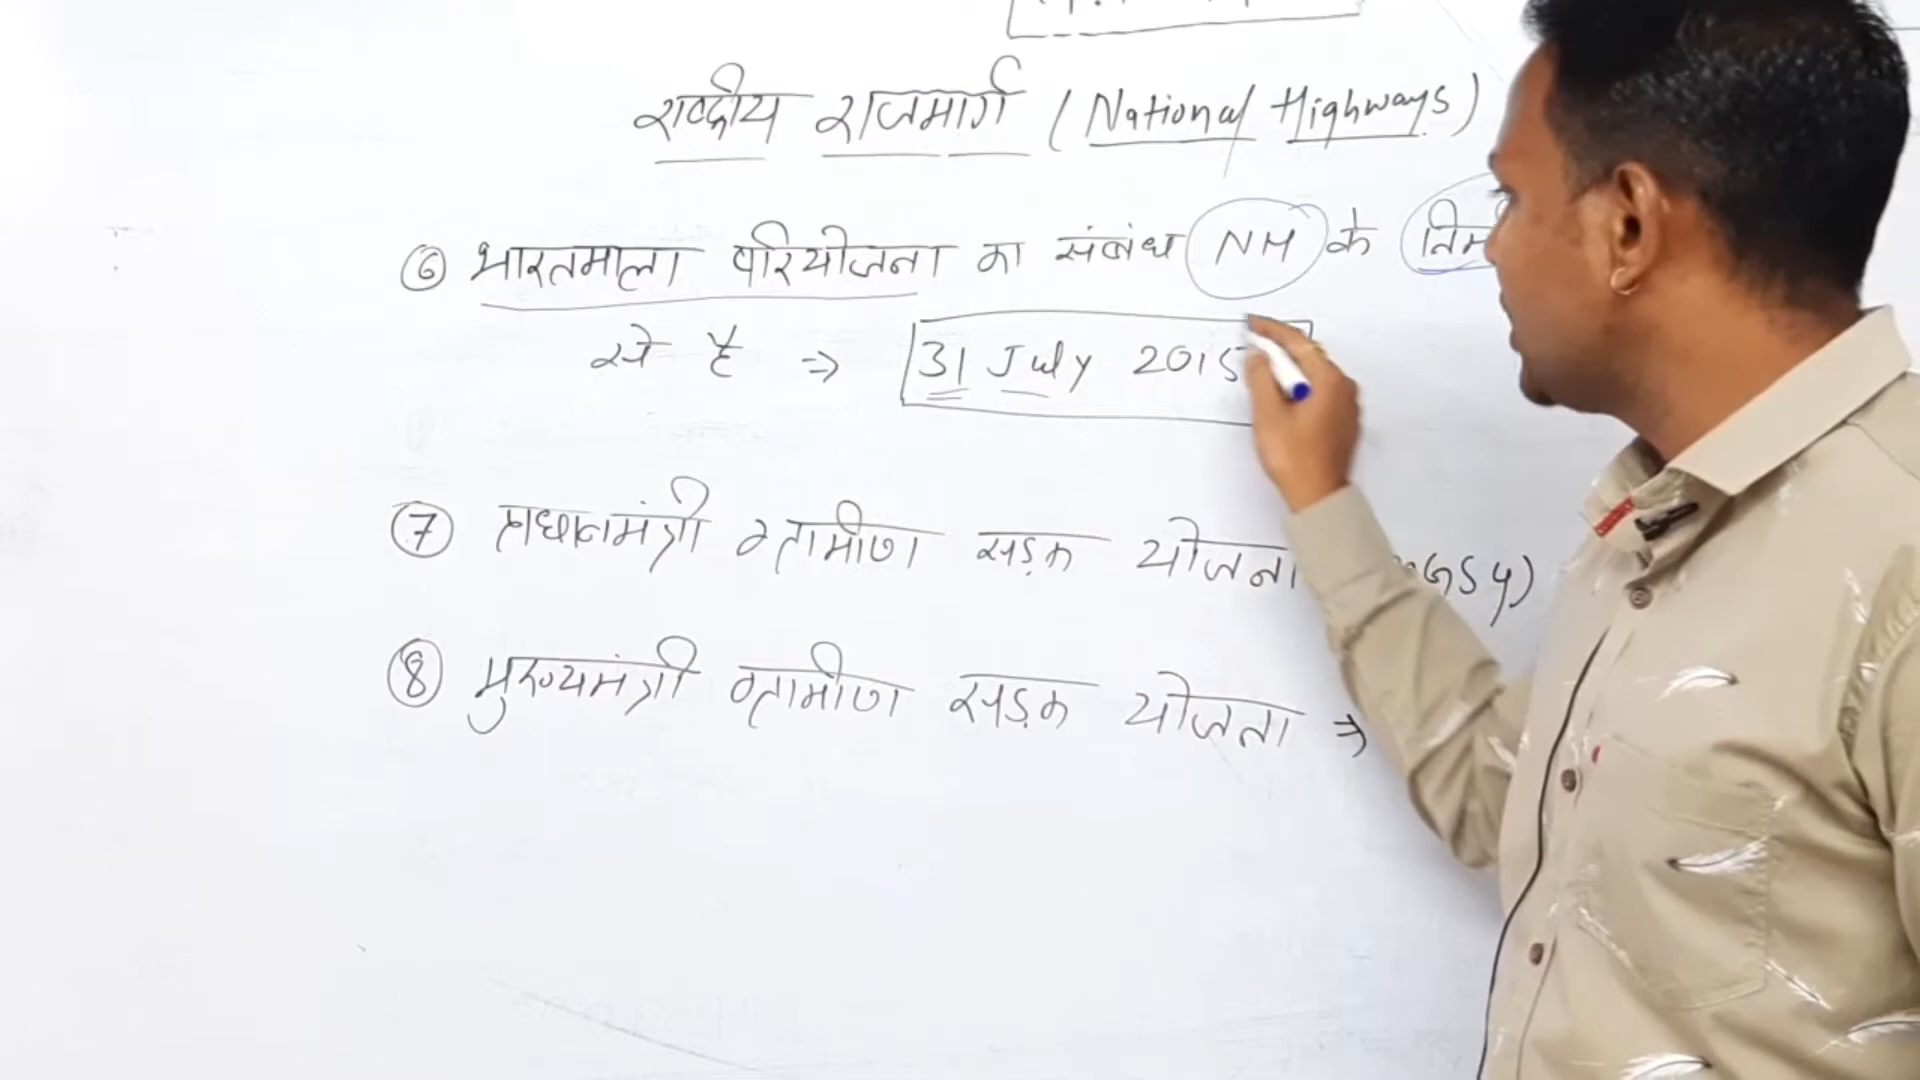 राष्ट्रीय राजमार्ग (National Highways)
⑥ भारतमाला परियोजना का संबंध NH के
से है ⇒ 31 July 2015
⑦ प्रधानमंत्री ग्रामीण सड़क योजना GSY)
⑧ मुख्यमंत्री ग्रामीण सड़क योजना ⇒